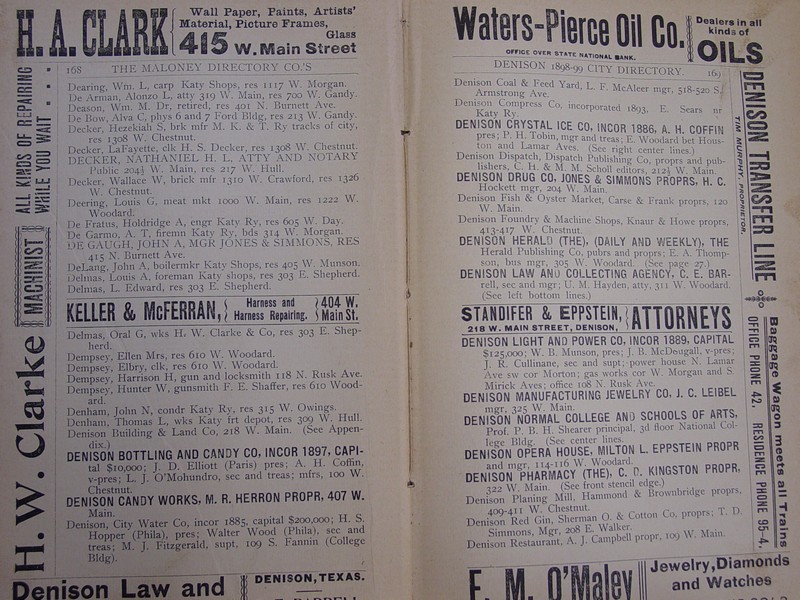 H. A. CLARK
Wall Paper, Paints, Artists'
Material, Picture Frames,
Glass
415 W. Main Street
168 THE MALONEY DIRECTORY CO.'S
Dearing, Wm. L, carp Katy Shops, res 1117 W. Morgan.
De Arman, Alonzo L, atty 319 W. Main, res 700 W. Gandy.
Deason, Wm. M. Dr, retired, res 401 N. Burnett Ave.
De Bow, Alva C, phys 6 and 7 Ford Bldg, res 213 W. Gandy.
Decker, Hezekiah S, brk mfr M. K. & T. Ry tracks of city,
res 1308 W. Chestnut.
Decker, LaFayette, clk H. S. Decker, res 1308 W. Chestnut.
DECKER, NATHANIEL H. L, ATTY AND NOTARY
Public 204½ W. Main, res 217 W. Hull.
Decker, Wallace W, brick mfr 1310 W. Crawford, res 1326
W. Chestnut.
Deering, Louis G, meat mkt 1000 W. Main, res 1222 W.
Woodard.
De Fratus, Holdridge A, engr Katy Ry, res 605 W. Day.
De Garmo, A. T, firemn Katy Ry, bds 314 W. Morgan.
DE GAUGH, JOHN A, MGR JONES & SIMMONS, RES
415 N. Burnett Ave.
DeLang, John A, boilermkr Katy Shops, res 405 W. Munson.
Delmas, Louis A, foreman Katy shops, res 303 E. Shepherd.
Delmas, L. Edward, res 303 E. Shepherd.
KELLER & McFERRAN,
Harness and
Harness Repairing.
404 W.
Main St.
Delmas, Oral G, wks H. W. Clarke & Co, res 303 E. Shep-
herd.
Dempsey, Ellen Mrs, res 610 W. Woodard.
Dempsey, Elbry, clk, res 610 W. Woodard.
Dempsey, Harrison H, gun and locksmith 118 N. Rusk Ave.
Dempsey, Hunter W, gunsmith F. E. Shaffer, res 610 Wood-
ard.
Denham, John N, condr Katy Ry, res 315 W. Owings.
Denham, Thomas L, wks Katy frt depot, res 309 W. Hull.
Denison Building & Land Co, 218 W. Main. (See Appen-
dix.)
DENISON BOTTLING AND CANDY CO, INCOR 1897, CAPI-
tal $10,000; J. D. Elliott (Paris) pres; A. H. Coffin,
v-pres; L. J. O'Mohundro, sec and treas; mfrs, 100 W.
Chestnut.
DENISON CANDY WORKS, M. R. HERRON PROPR, 407 W.
Main.
Denison, City Water Co, incor 1885, capital $200,000; H. S.
Hopper (Phila), pres; Walter Wood (Phila), sec and
treas; M. J. Fitzgerald, supt, 109 S. Fannin (College
Bldg).
Denison Law and
DENISON, TEXAS.
ALL KINDS OF REPAIRING
WHILE YOU WAIT
MACHINIST
H. W. Clarke
Waters-Pierce Oil Co.
OFFICE OVER STATE NATIONAL BANK.
Dealers in all
kinds of
OILS
DENISON 1898-99 CITY DIRECTORY. 169
Denison Coal & Feed Yard, L. F. McAleer mgr, 518-520 S.
Armstrong Ave.
Denison Compress Co, incorporated 1893, E. Sears nr
Katy Ry.
DENISON CRYSTAL ICE CO, INCOR 1886, A. H. COFFIN
pres; P. H. Tobin, mgr and treas; E. Woodard bet Hous-
ton and Lamar Aves. (See right center lines.)
Denison Dispatch, Dispatch Publishing Co, proprs and pub-
lishers, C. H. & M. M. Scholl editors, 212½ W. Main.
DENISON DRUG CO, JONES & SIMMONS PROPRS, H. C.
Hockett mgr, 204 W. Main.
Denison Fish & Oyster Market, Carse & Frank proprs, 120
W. Main.
Denison Foundry & Machine Shops, Knaur & Howe proprs,
413-417 W. Chestnut.
DENISON HERALD (THE), (DAILY AND WEEKLY), THE
Herald Publishing Co, pubrs and proprs; E. A. Thomp-
son, bus mgr, 305 W. Woodard. (See page 27.)
DENISON LAW AND COLLECTING AGENCY, C. E. BAR-
rell, sec and mgr; U. M. Hayden, atty, 311 W. Woodard.
(See left bottom lines.)
STANDIFER & EPPSTEIN,
218 W. MAIN STREET, DENISON,
ATTORNEYS
DENISON LIGHT AND POWER CO, INCOR 1889, CAPITAL
$125,000; W. B. Munson, pres; J. B. McDougall, v-pres;
J. R. Cullinane, sec and supt; power house N. Lamar
Ave sw cor Morton; gas works cor W. Morgan and S
Mirick Aves; office 108 N. Rusk Ave.
DENISON MANUFACTURING JEWELRY CO, J. C. LEIBEL
mgr, 325 W. Main.
DENISON NORMAL COLLEGE AND SCHOOLS OF ARTS,
Prof. P. B. H. Shearer principal, 3d floor National Col-
lege Bldg. (See center lines.
DENISON OPERA HOUSE, MILTON L. EPPSTEIN PROPR
and mgr, 114-116 W. Woodard.
DENISON PHARMACY (THE), C. D. KINGSTON PROPR,
322 W. Main. (See front stencil edge.)
Denison Planing Mill, Hammond & Brownbridge proprs,
409-411 W. Chestnut.
Denison Red Gin, Sherman O. & Cotton Co, proprs; T. D.
Simmons, Mgr, 208 E. Walker.
Denison Restaurant, A. J. Campbell propr, 109 W. Main.
F. M. O'Maley
Jewelry, Diamonds
and Watches
DENISON TRANSFER LINE
TIM MURPHY, PROPRIETOR.
Baggage Wagon meets all Trains
OFFICE PHONE 42. RESIDENCE PHONE 95-4.